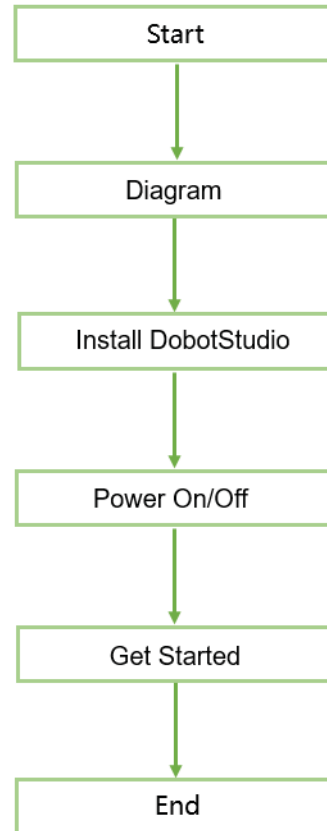 Start
Diagram
Install DobotStudio
Power On/Off
Get Started
End